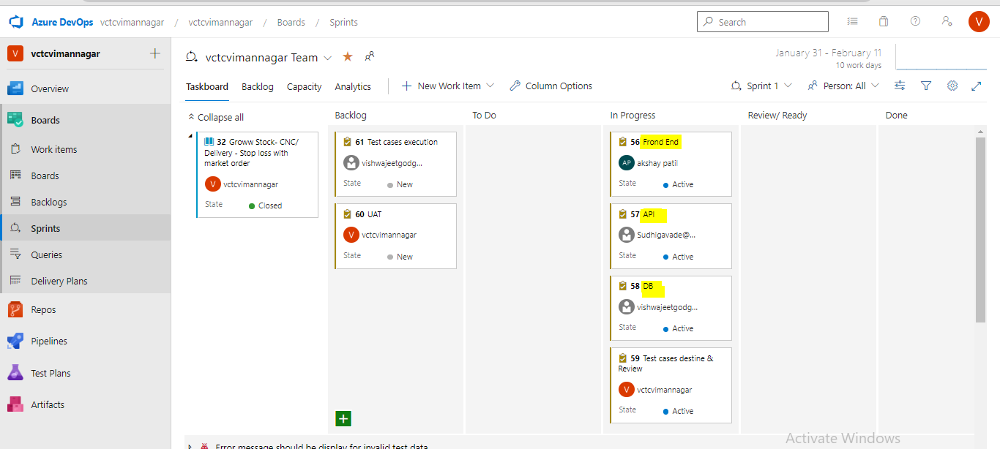 Azure DevOps vctcvimannagar / vctcvimannagar / Boards / Sprints
Search
V
V vctcvimannagar
Overview
Boards
Work items
Boards
Backlogs
Sprints
Queries
Delivery Plans
Repos
Pipelines
Test Plans
Artifacts
vctcvimannagar Team
January 31 - February 11
10 work days
Taskboard Backlog Capacity Analytics
New Work Item
Column Options
Sprint 1
Person: All
Collapse all
Backlog
To Do
In Progress
Review/ Ready
Done
32 Groww Stock- CNC/
Delivery - Stop loss with
market order
V vctcvimannagar
State Closed
61 Test cases execution
vishwajeetgodg...
State New
60 UAT
V vctcvimannagar
State New
56 Frond End
AP akshay patil
State Active
57 API
Sudhigavade@...
State Active
58 DB
vishwajeetgodg...
State Active
59 Test cases destine &
Review
V vctcvimannagar
State Active
Error message should be display for invalid test data
Activate Windows